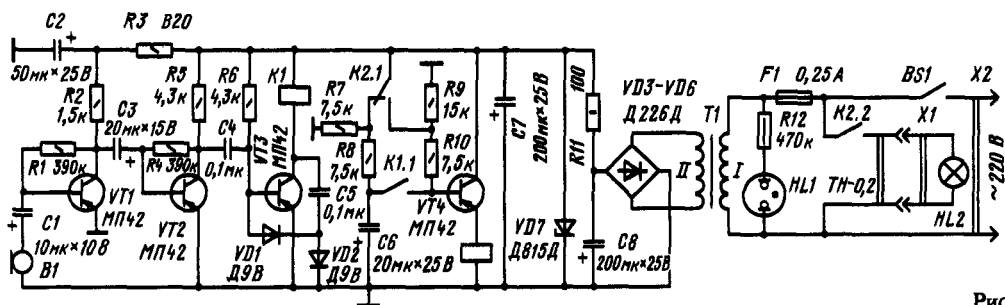 C2
+
50мк×25В
R3 820
R2
1,5к
C3
20мк×15В
+
R1 390к
R4 390к
+
C1
10мк×10В
B1
VT1
МП42
VT2
МП42
R5
4,3к
R6
4,3к
C4
0,1мк
K1
VT3
МП42
VD1
Д9В
C5
0,1мк
VD2
Д9В
R7
7,5к
K2.1
R8
7,5к
K1.1
R9
15к
R10
7,5к
VT4
МП42
C6
20мк×25В
+
+
C7
200мк×25В
VD7
Д815Д
100
R11
C8
200мк×25В
+
VD3-VD6
Д226Д
T1
II
I
F1 0,25А
R12
470к
HL1
ТН-0,2
BS1
K2.2
X1
HL2
X2
~220 В
Рис